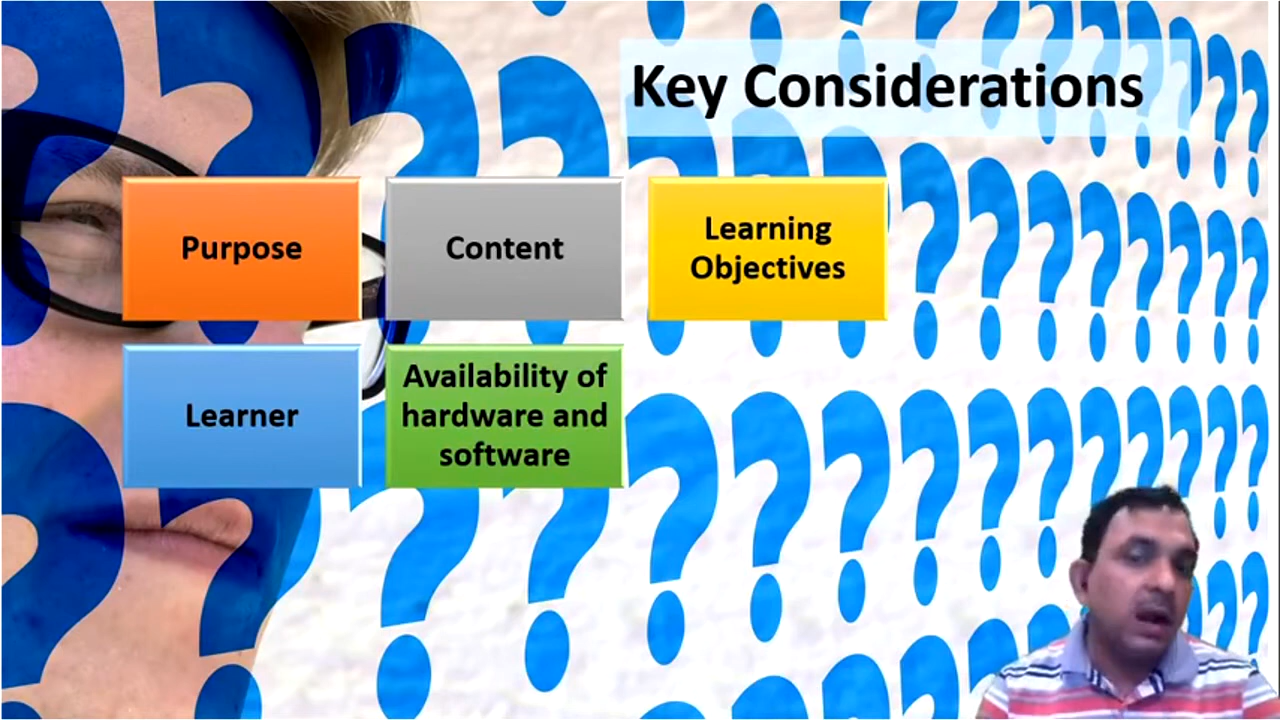 Key Considerations
Purpose
Content
Learning
Objectives
Learner
Availability of
hardware and
software